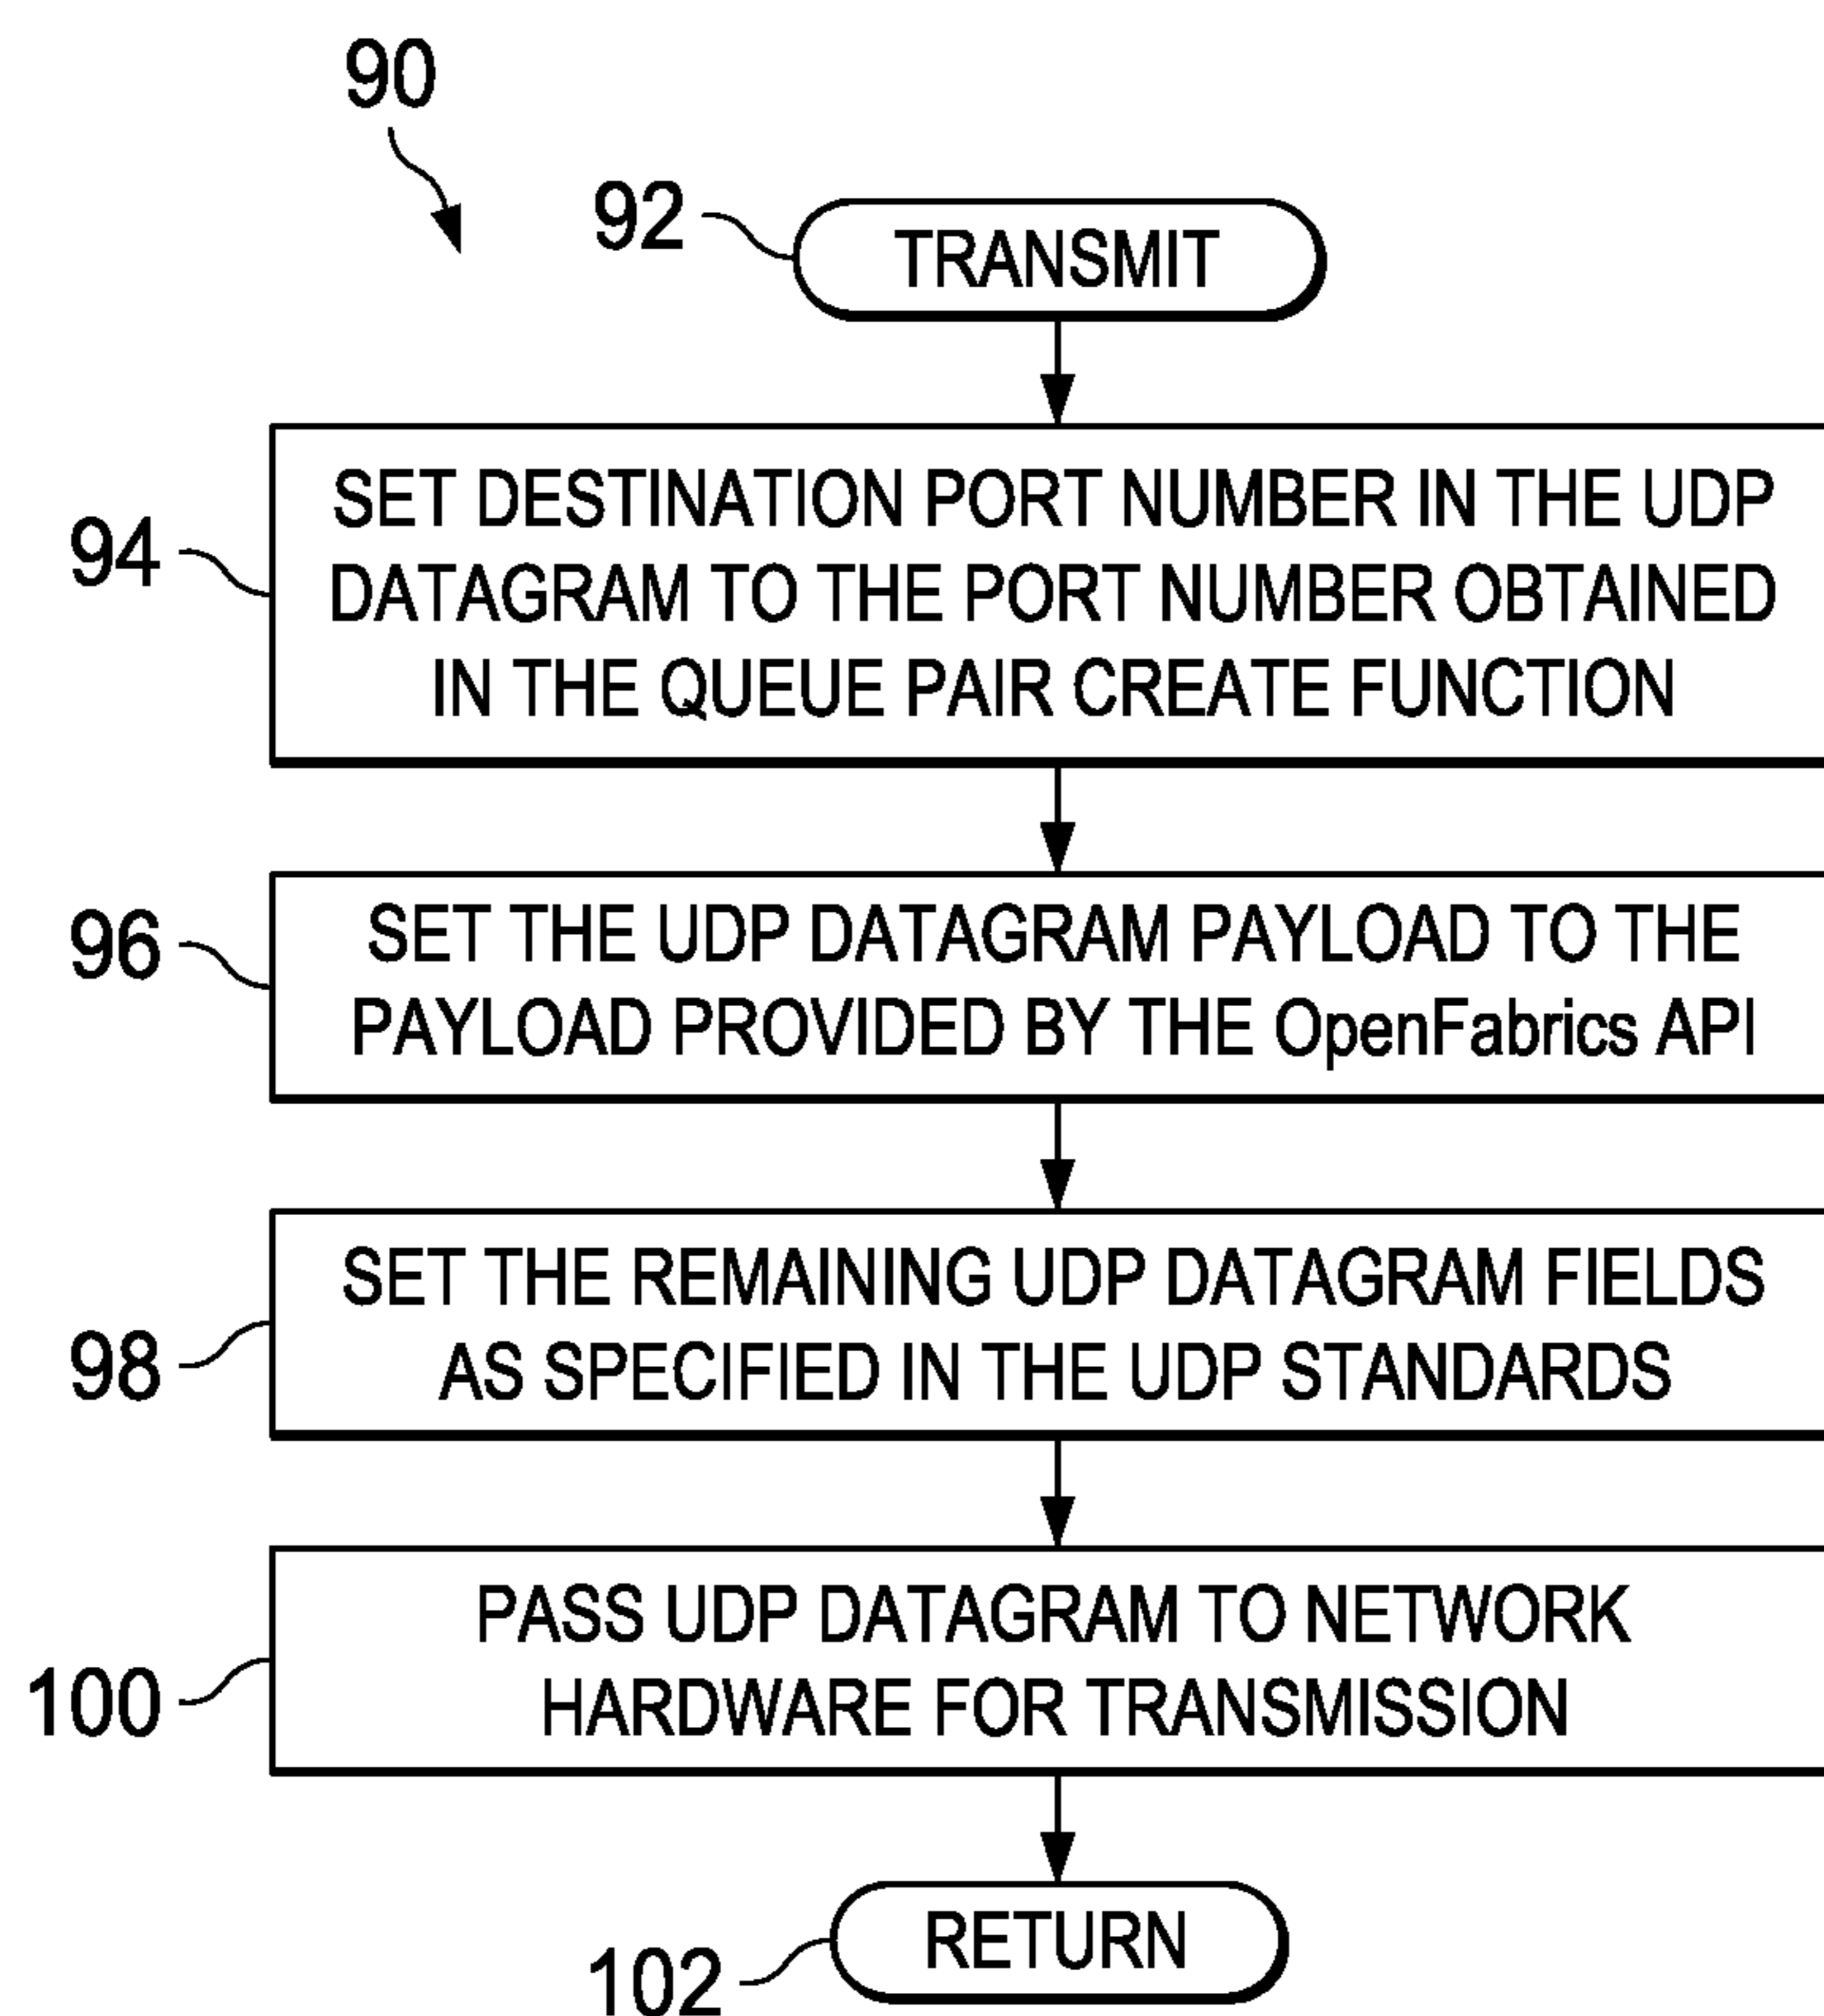 90
92
TRANSMIT
94
SET DESTINATION PORT NUMBER IN THE UDP
DATAGRAM TO THE PORT NUMBER OBTAINED
IN THE QUEUE PAIR CREATE FUNCTION
96
SET THE UDP DATAGRAM PAYLOAD TO THE
PAYLOAD PROVIDED BY THE OpenFabrics API
98
SET THE REMAINING UDP DATAGRAM FIELDS
AS SPECIFIED IN THE UDP STANDARDS
100
PASS UDP DATAGRAM TO NETWORK
HARDWARE FOR TRANSMISSION
102
RETURN